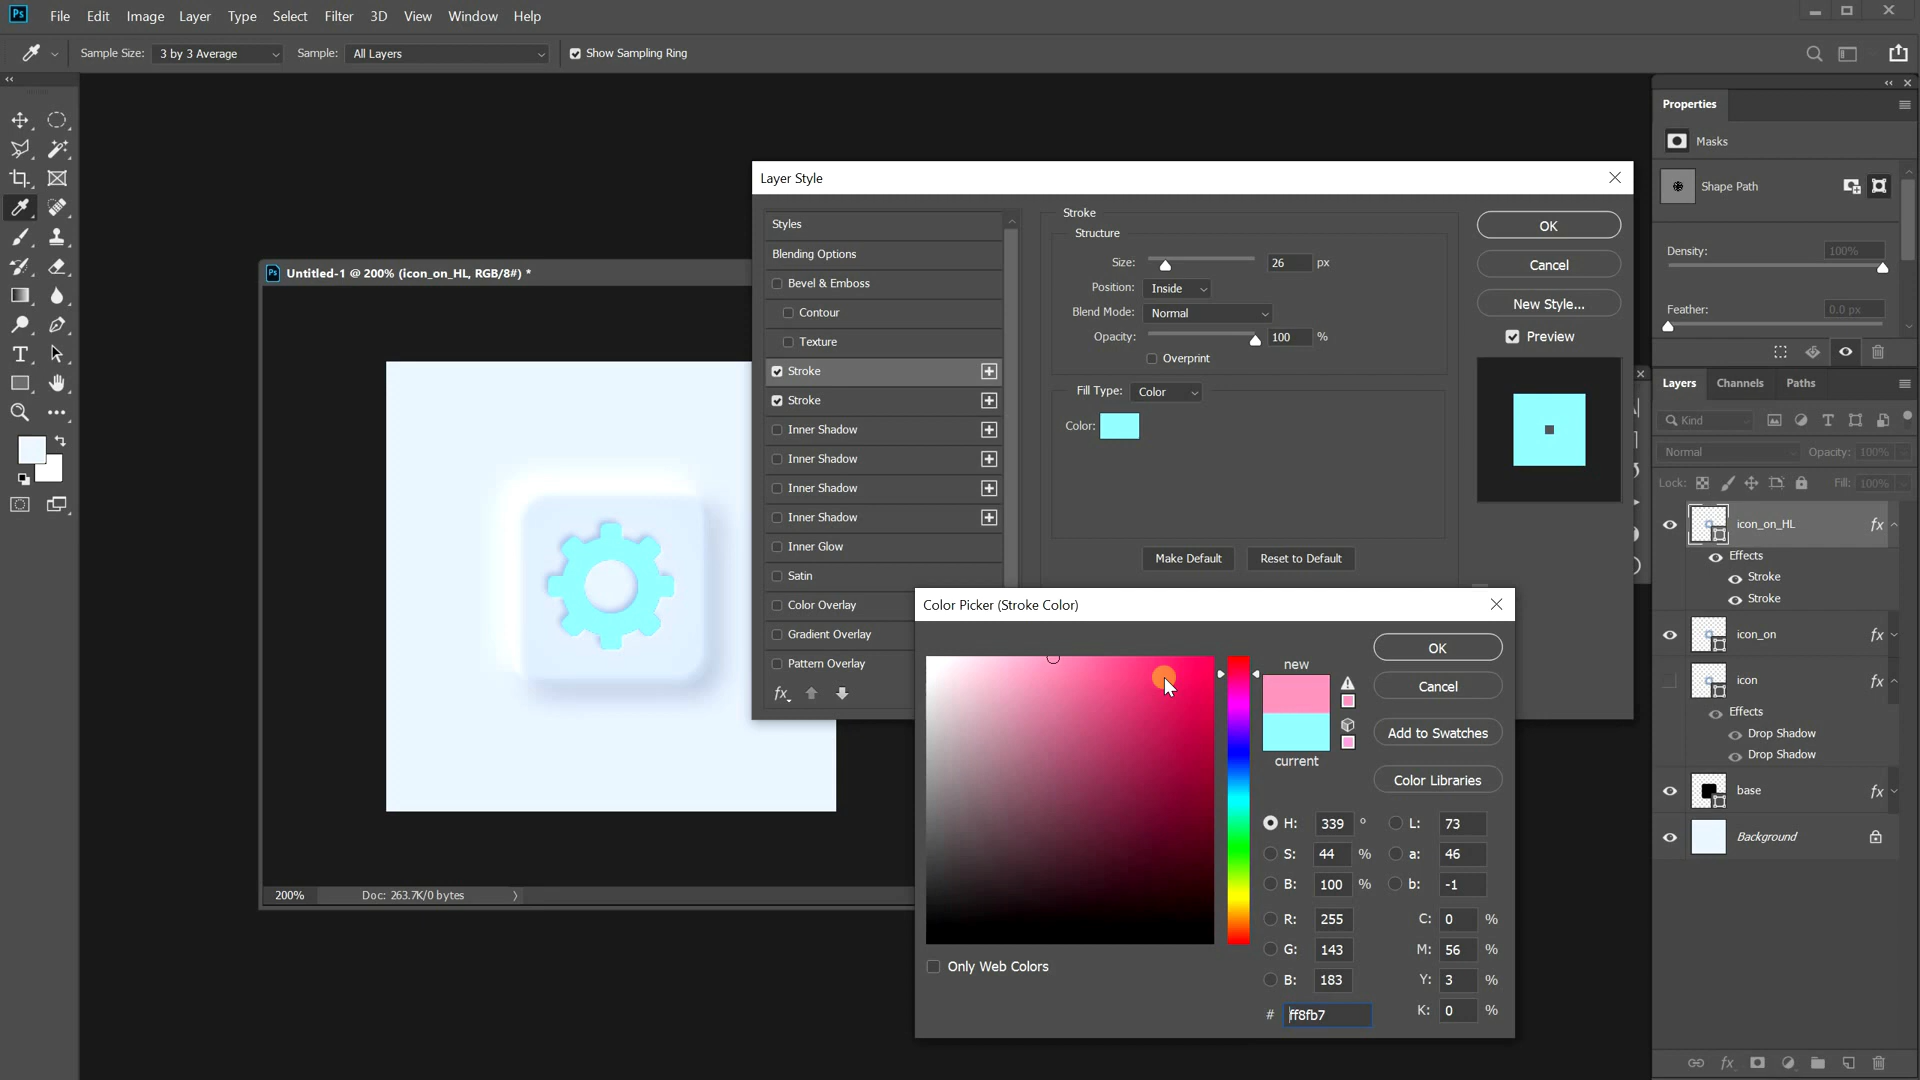 Ps File Edit Image Layer Type Select Filter 3D View Window Help
Sample Size: 3 by 3 Average Sample: All Layers Show Sampling Ring
Untitled-1 @ 200% (icon_on_HL, RGB/8#) *
200% Doc: 263.7K/0 bytes
Layer Style
Styles
Blending Options
Bevel & Emboss
Contour
Texture
Stroke
Stroke
Inner Shadow
Inner Shadow
Inner Shadow
Inner Shadow
Inner Glow
Satin
Color Overlay
Gradient Overlay
Pattern Overlay
fx
Stroke
Structure
Size: 26 px
Position: Inside
Blend Mode: Normal
Opacity: 100 %
Overprint
Fill Type: Color
Color:
Make Default Reset to Default
OK
Cancel
New Style...
Preview
Color Picker (Stroke Color)
new
current
OK
Cancel
Add to Swatches
Color Libraries
H: 339 ° L: 73
S: 44 % a: 46
B: 100 % b: -1
R: 255 C: 0 %
G: 143 M: 56 %
B: 183 Y: 3 %
# ff8fb7 K: 0 %
Only Web Colors
Properties
Masks
Shape Path
Density: 100%
Feather: 0.0 px
Layers Channels Paths
Kind
Normal Opacity: 100%
Lock: Fill: 100%
icon_on_HL fx
Effects
Stroke
Stroke
icon_on fx
icon fx
Effects
Drop Shadow
Drop Shadow
base fx
Background
fx